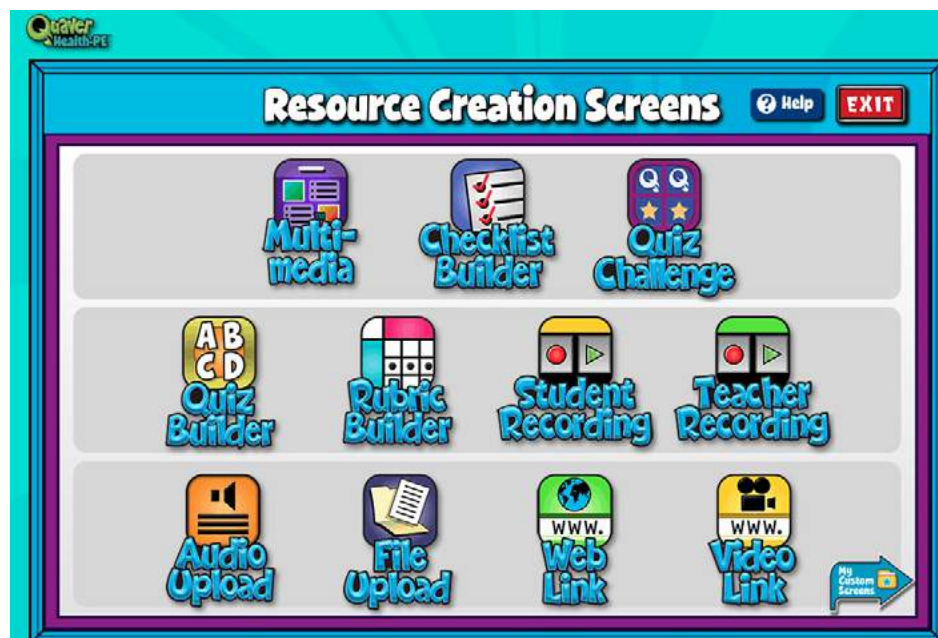 Quaver
Health-PE
Resource Creation Screens
? Help
EXIT
Q Q
Multi-
media
Checklist
Builder
Quiz
Challenge
A B
C D
Quiz
Builder
Rubric
Builder
Student
Recording
Teacher
Recording
Audio
Upload
File
Upload
WWW.
Web
Link
WWW.
Video
Link
My
Custom
Screens